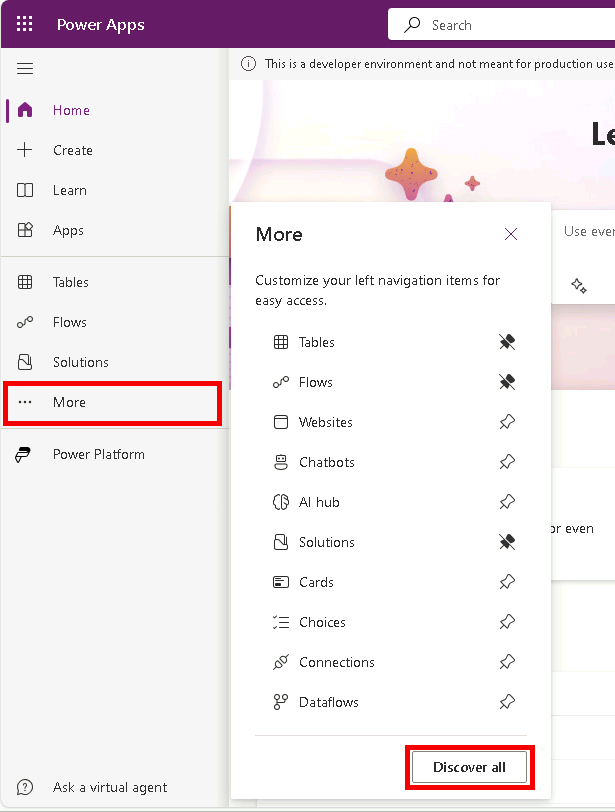 Power Apps
Search
This is a developer environment and not meant for production use
Home
Create
Learn
Apps
Tables
Flows
Solutions
More
Power Platform
Ask a virtual agent
Le
Use ever
or even
More
Customize your left navigation items for
easy access.
Tables
Flows
Websites
Chatbots
AI hub
Solutions
Cards
Choices
Connections
Dataflows
Discover all